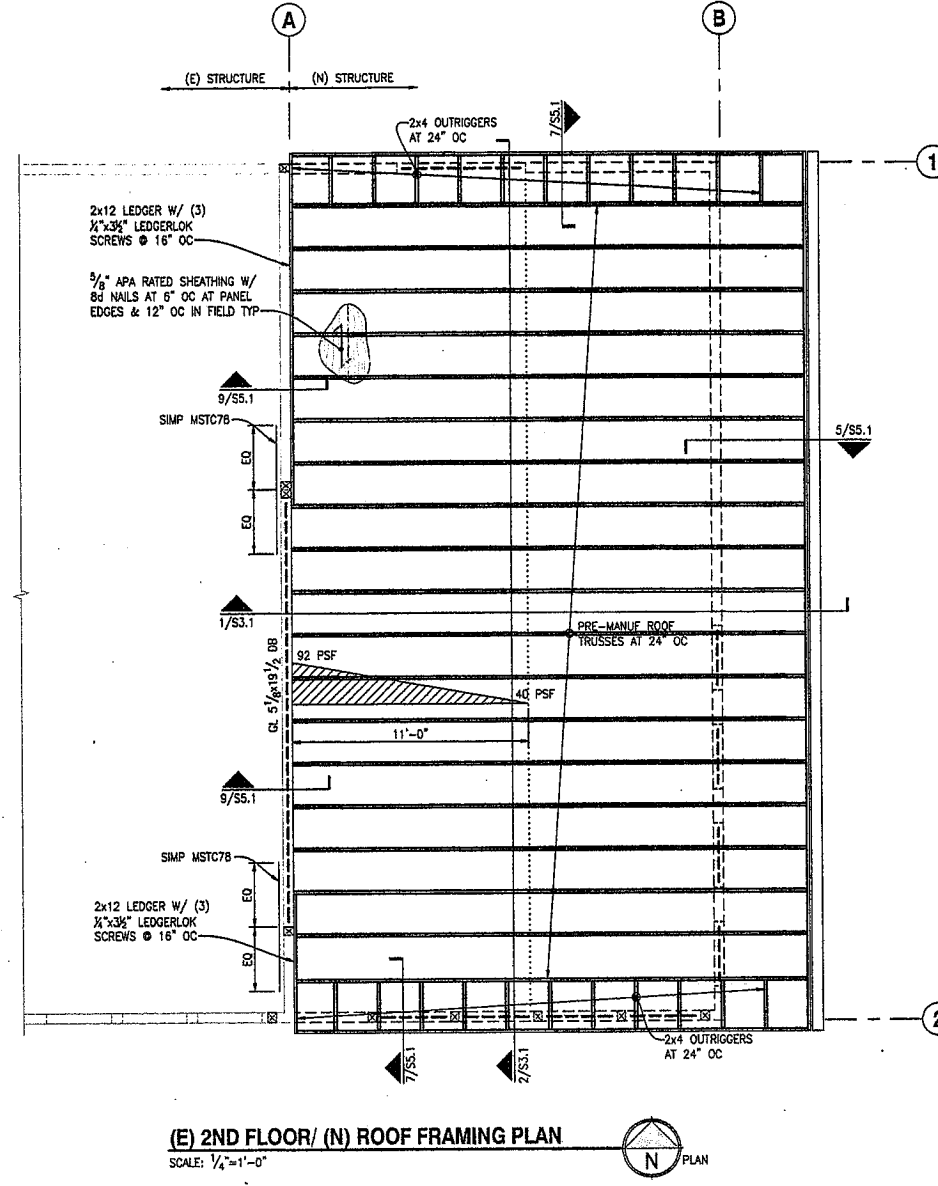 A
B
(E) STRUCTURE
(N) STRUCTURE
2x4 OUTRIGGERS
AT 24" OC
7/S5.1
1
2x12 LEDGER W/ (3)
¼"x3½" LEDGERLOK
SCREWS @ 16" OC
5/8" APA RATED SHEATHING W/
8d NAILS AT 6" OC AT PANEL
EDGES & 12" OC IN FIELD TYP
9/S5.1
SIMP MSTC78
5/S5.1
EQ
EQ
1/S3.1
PRE-MANUF ROOF
TRUSSES AT 24" OC
GL 5 1/8x19 1/2 DB
92 PSF
40 PSF
11'-0"
9/S5.1
SIMP MSTC78
EQ
2x12 LEDGER W/ (3)
¼"x3½" LEDGERLOK
SCREWS @ 16" OC
EQ
2
2x4 OUTRIGGERS
AT 24" OC
7/S5.1
2/S3.1
(E) 2ND FLOOR/ (N) ROOF FRAMING PLAN
SCALE: 1/4"=1'-0"
N
PLAN